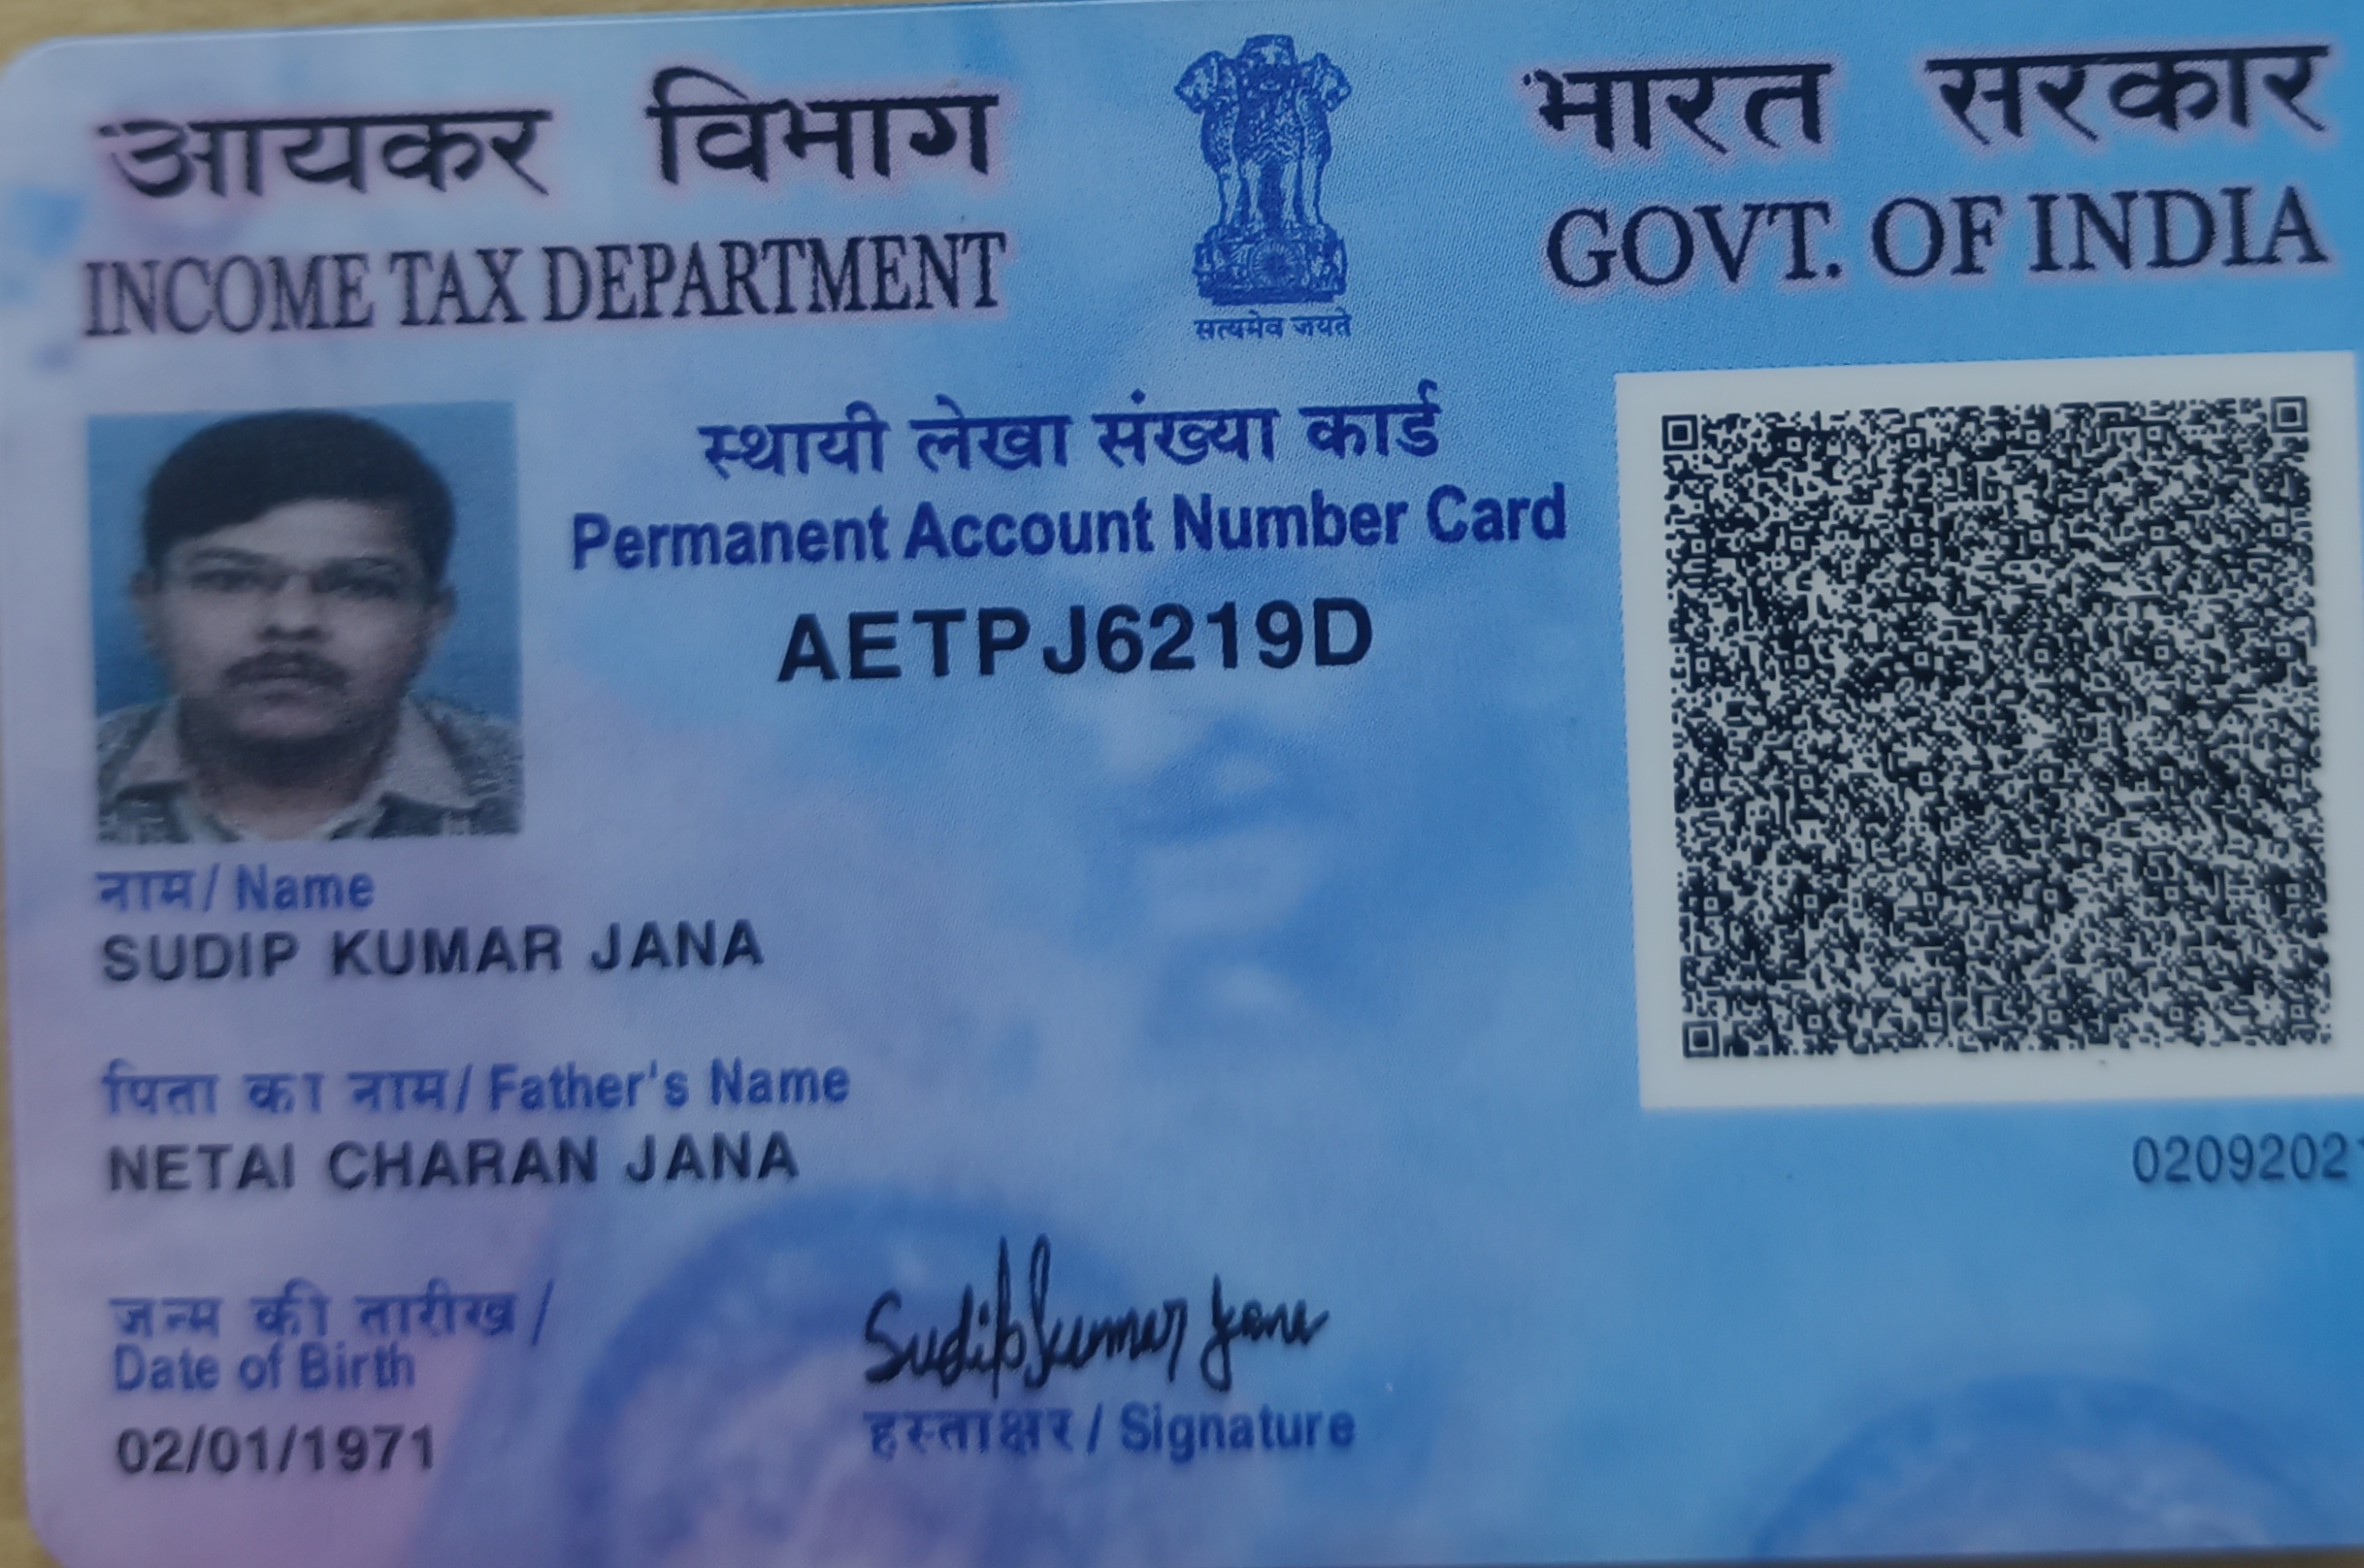 आयकर विभाग
INCOME TAX DEPARTMENT
सत्यमेव जयते
भारत सरकार
GOVT. OF INDIA
स्थायी लेखा संख्या कार्ड
Permanent Account Number Card
AETPJ6219D
नाम / Name
SUDIP KUMAR JANA
पिता का नाम / Father's Name
NETAI CHARAN JANA
02092021
जन्म की तारीख /
Date of Birth
02/01/1971
Sudip Kumar Jana
हस्ताक्षर / Signature